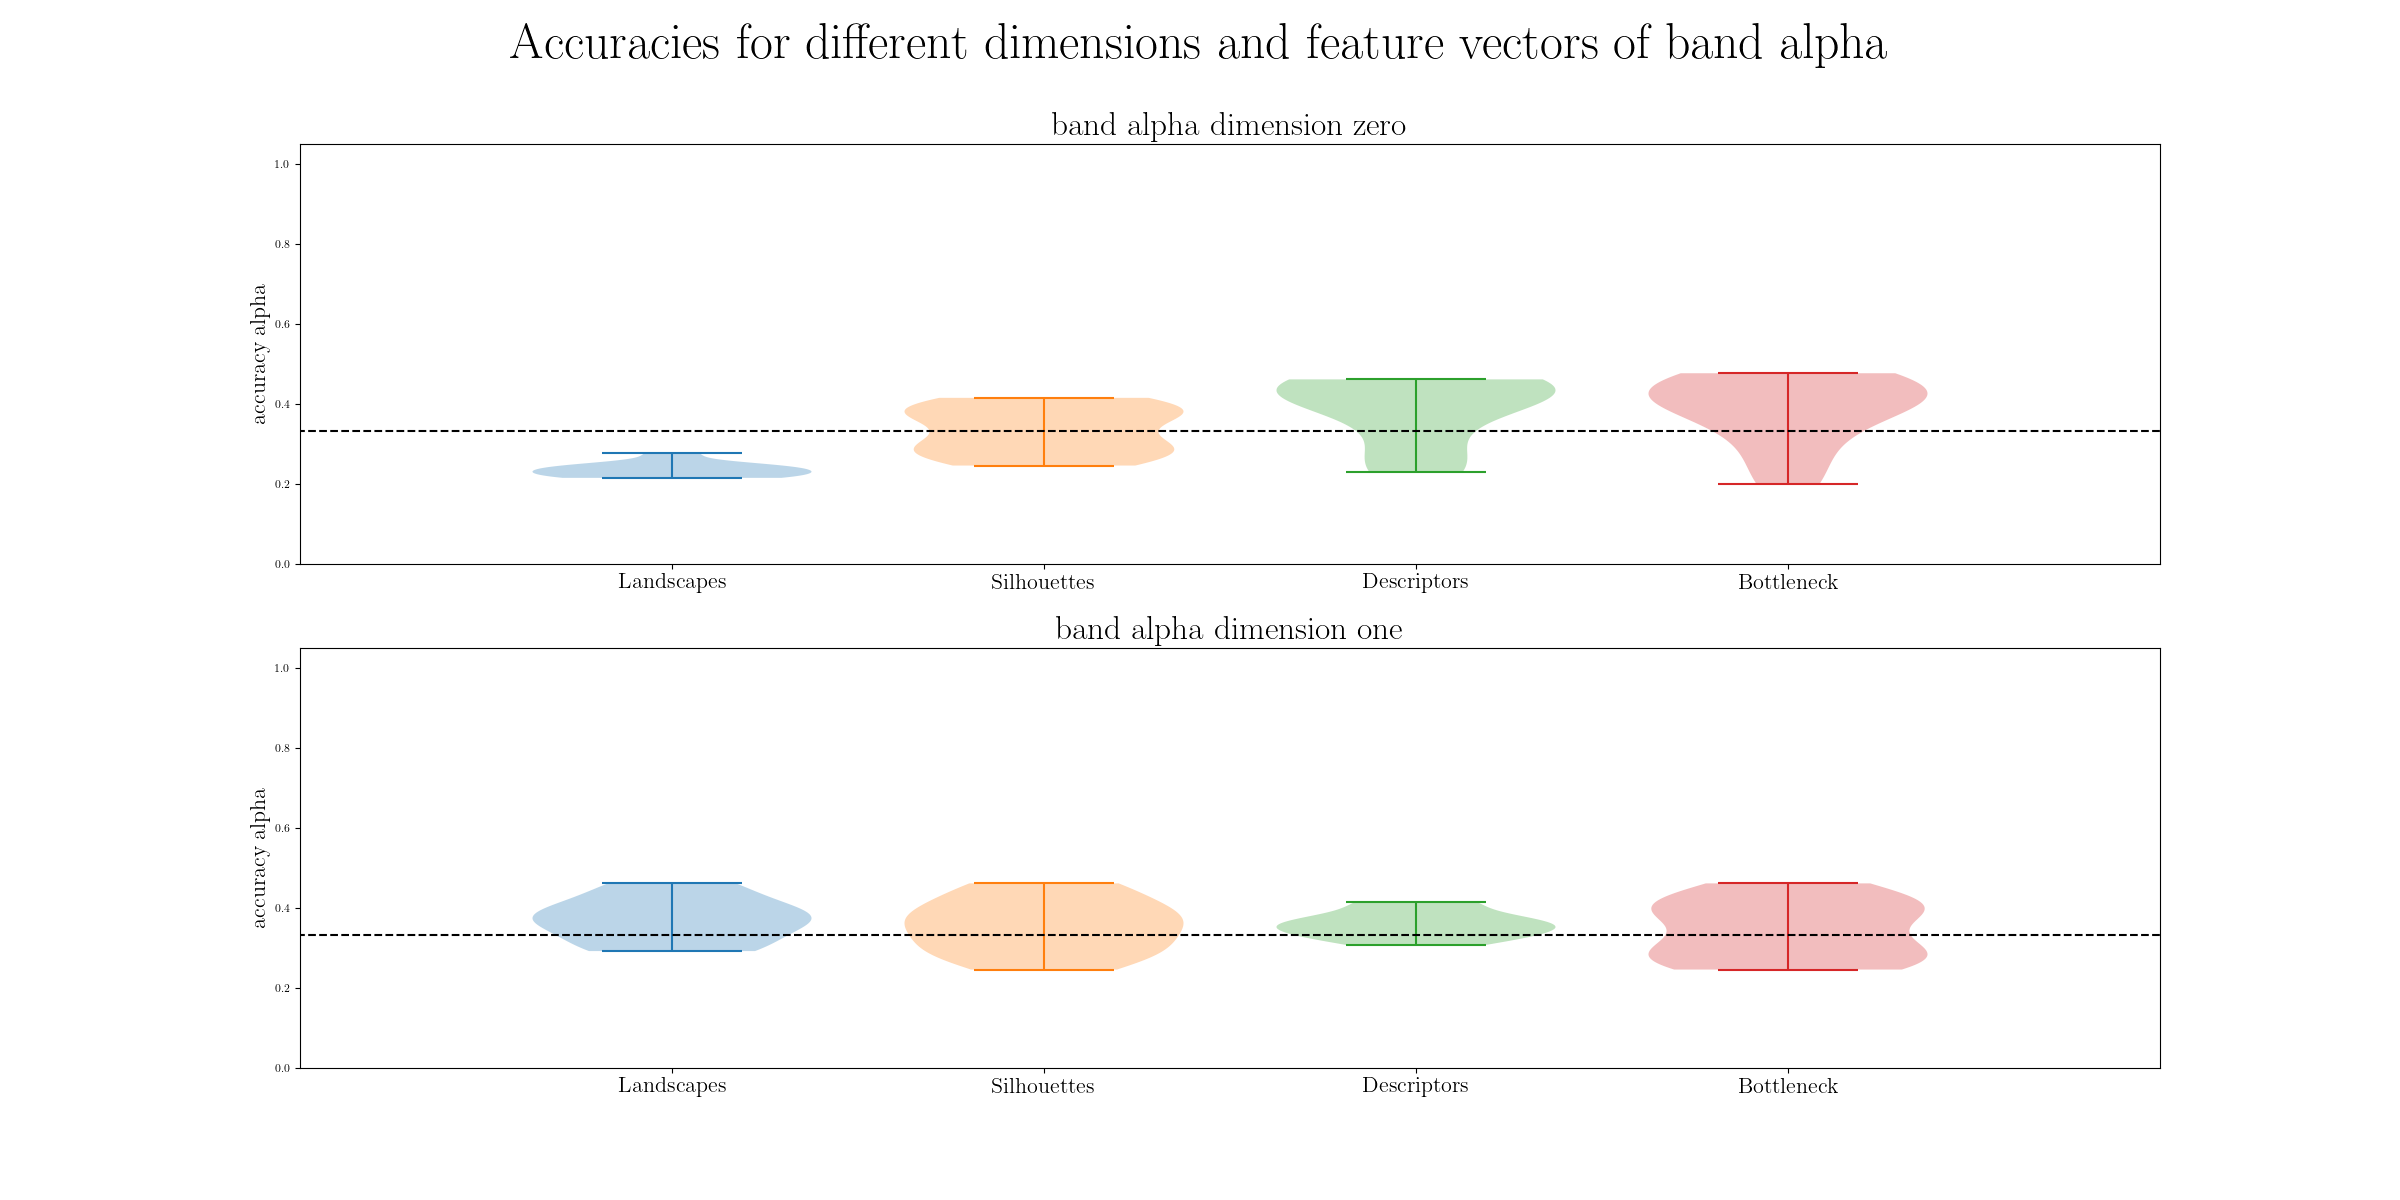 Accuracies for different dimensions and feature vectors of band alpha
band alpha dimension zero
1.0
0.8
0.6
0.4
0.2
0.0
accuracy alpha
Landscapes Silhouettes Descriptors Bottleneck
band alpha dimension one
1.0
0.8
0.6
0.4
0.2
0.0
accuracy alpha
Landscapes Silhouettes Descriptors Bottleneck